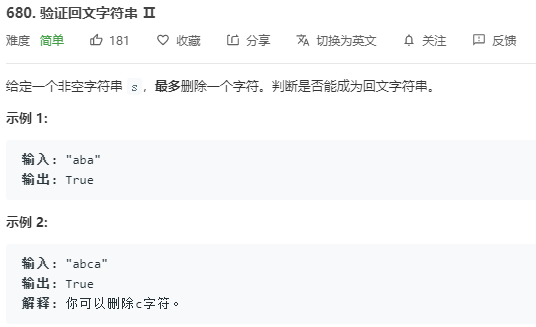 680. 验证回文字符串 Ⅱ
难度 简单 181 收藏 分享 切换为英文 关注 反馈
给定一个非空字符串 s，最多删除一个字符。判断是否能成为回文字符串。
示例 1:
输入: "aba"
输出: True
示例 2:
输入: "abca"
输出: True
解释: 你可以删除c字符。